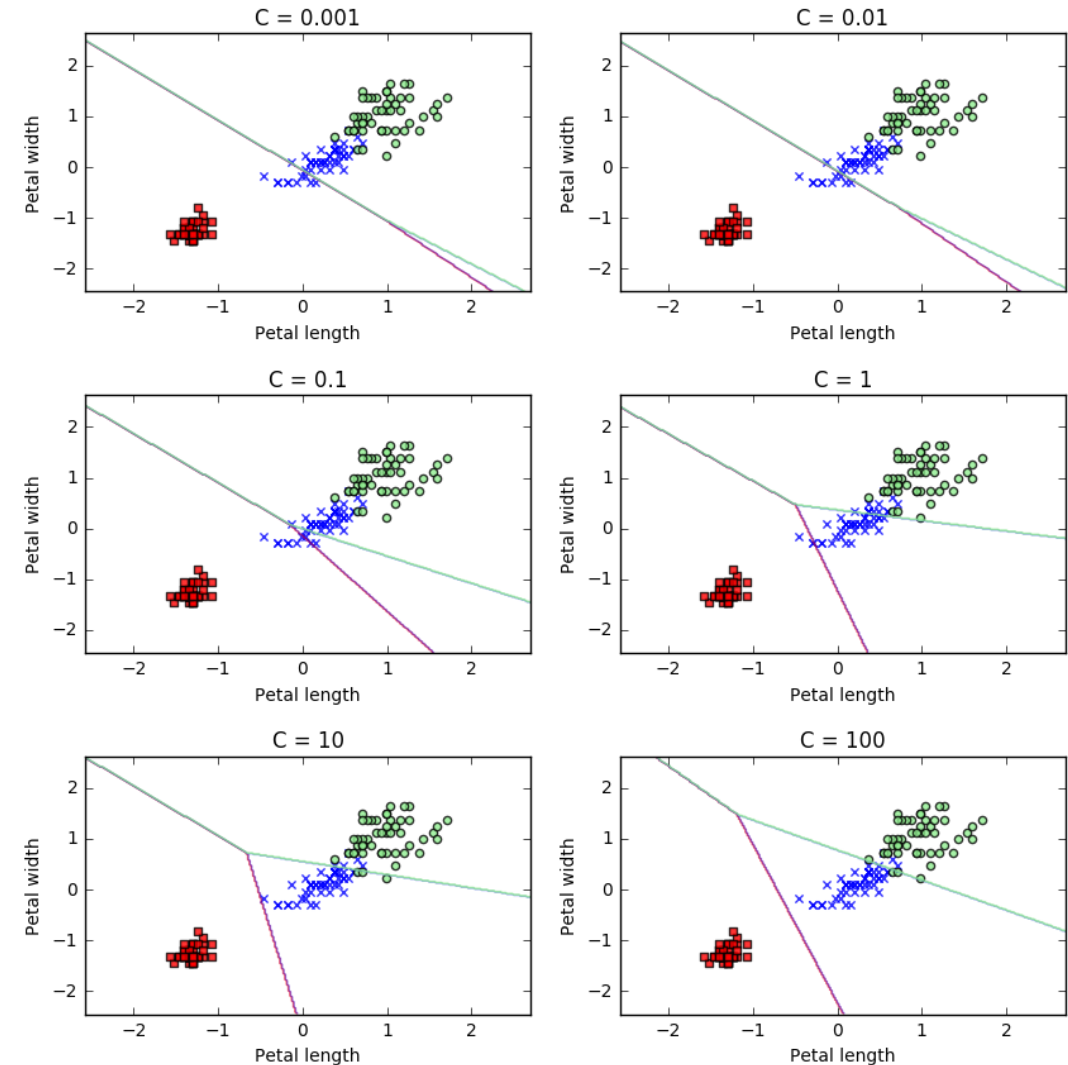 C = 0.001
C = 0.01
Petal width
2
1
0
−1
−2
−2 −1 0 1 2
Petal length
Petal width
2
1
0
−1
−2
−2 −1 0 1 2
Petal length
C = 0.1
C = 1
Petal width
2
1
0
−1
−2
−2 −1 0 1 2
Petal length
Petal width
2
1
0
−1
−2
−2 −1 0 1 2
Petal length
C = 10
C = 100
Petal width
2
1
0
−1
−2
−2 −1 0 1 2
Petal length
Petal width
2
1
0
−1
−2
−2 −1 0 1 2
Petal length